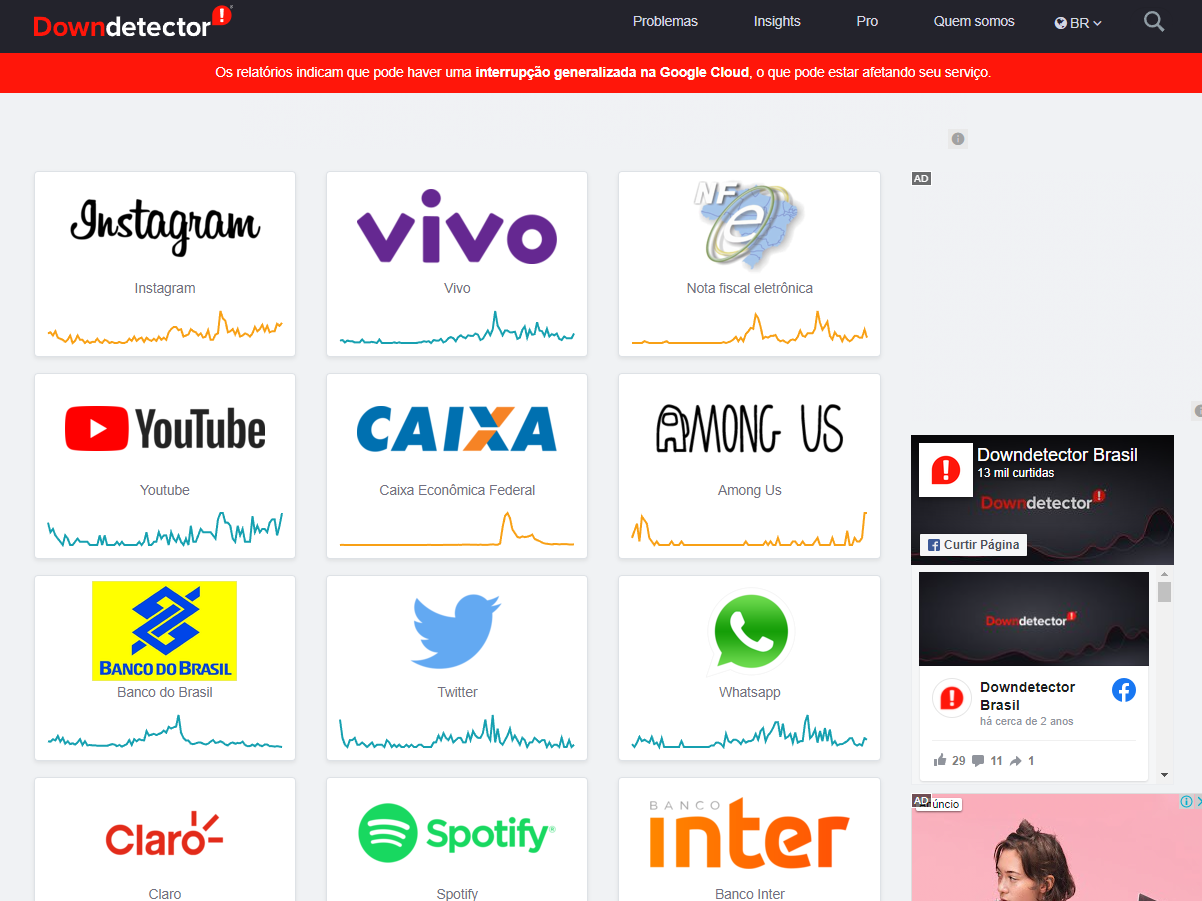 Downdetector
Problemas
Insights
Pro
Quem somos
BR
Os relatórios indicam que pode haver uma interrupção generalizada na Google Cloud, o que pode estar afetando seu serviço.
AD
Instagram
Instagram
vivo
Vivo
NF e
Nota fiscal eletrônica
YouTube
Youtube
CAIXA
Caixa Econômica Federal
AMONG US
Among Us
Downdetector Brasil
13 mil curtidas
Downdetector
Curtir Página
BANCO DO BRASIL
Banco do Brasil
Twitter
Whatsapp
Downdetector
Downdetector
Brasil
há cerca de 2 anos
29 11 1
Claro
Claro
Spotify
Spotify
BANCO
inter
Banco Inter
AD